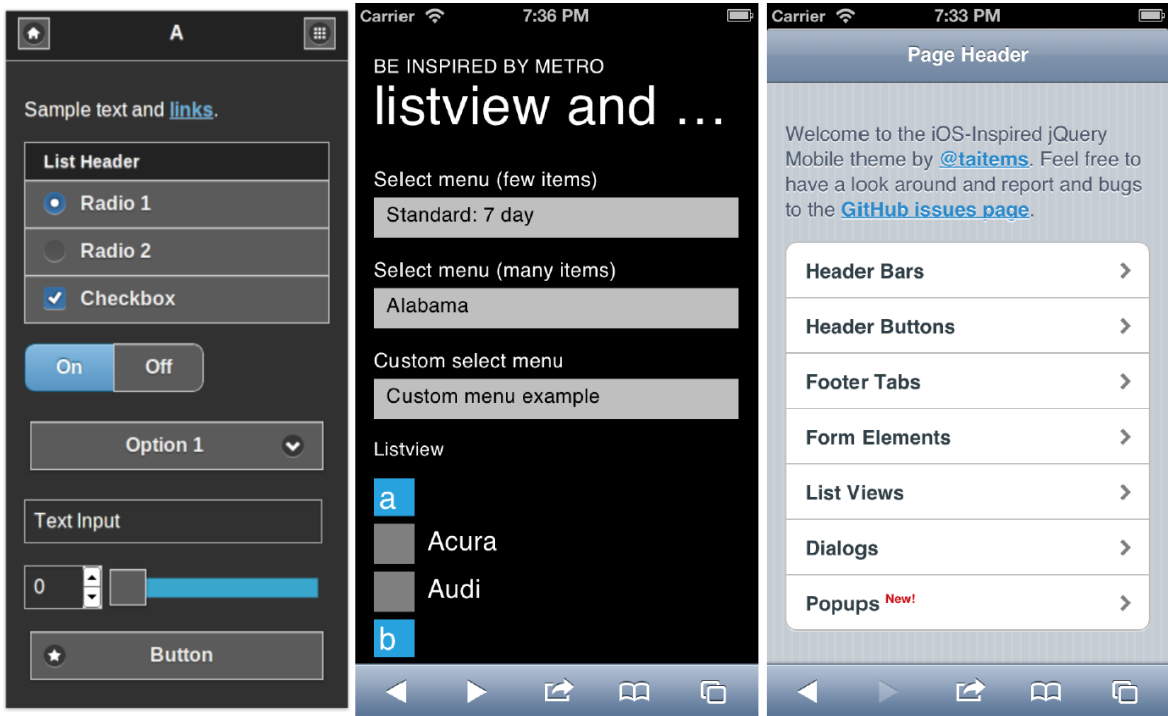 A
Sample text and links.
List Header
Radio 1
Radio 2
Checkbox
On Off
Option 1
Text Input
0
Button
Carrier 7:36 PM
BE INSPIRED BY METRO
listview and ...
Select menu (few items)
Standard: 7 day
Select menu (many items)
Alabama
Custom select menu
Custom menu example
Listview
a
Acura
Audi
b
Carrier 7:33 PM
Page Header
Welcome to the iOS-Inspired jQuery
Mobile theme by @taitems. Feel free to
have a look around and report and bugs
to the GitHub issues page.
Header Bars
Header Buttons
Footer Tabs
Form Elements
List Views
Dialogs
Popups New!